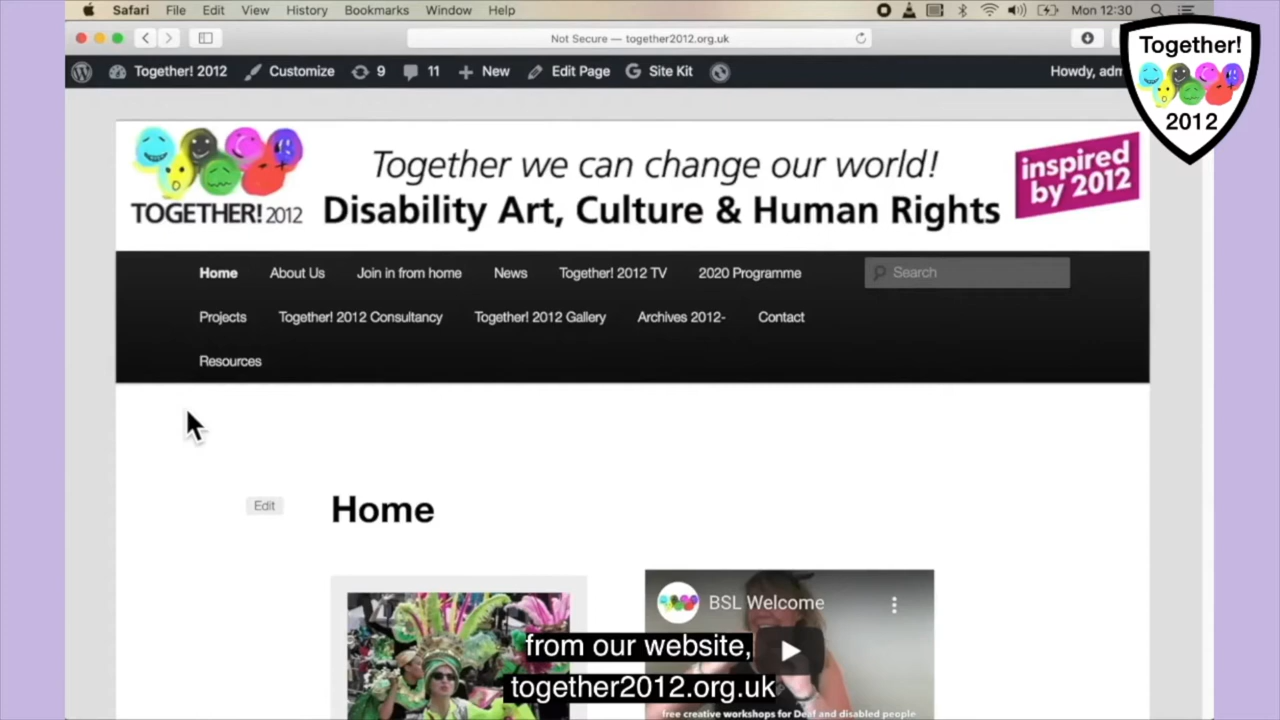 Safari File Edit View History Bookmarks Window Help Mon 12:30
Not Secure — together2012.org.uk
Together! 2012 Customize 9 11 New Edit Page Site Kit Howdy, adm
Together!
2012
TOGETHER! 2012
Together we can change our world!
Disability Art, Culture & Human Rights
inspired
by 2012
Home About Us Join in from home News Together! 2012 TV 2020 Programme Search
Projects Together! 2012 Consultancy Together! 2012 Gallery Archives 2012- Contact
Resources
Edit
Home
BSL Welcome
free creative workshops for Deaf and disabled people
from our website,
together2012.org.uk